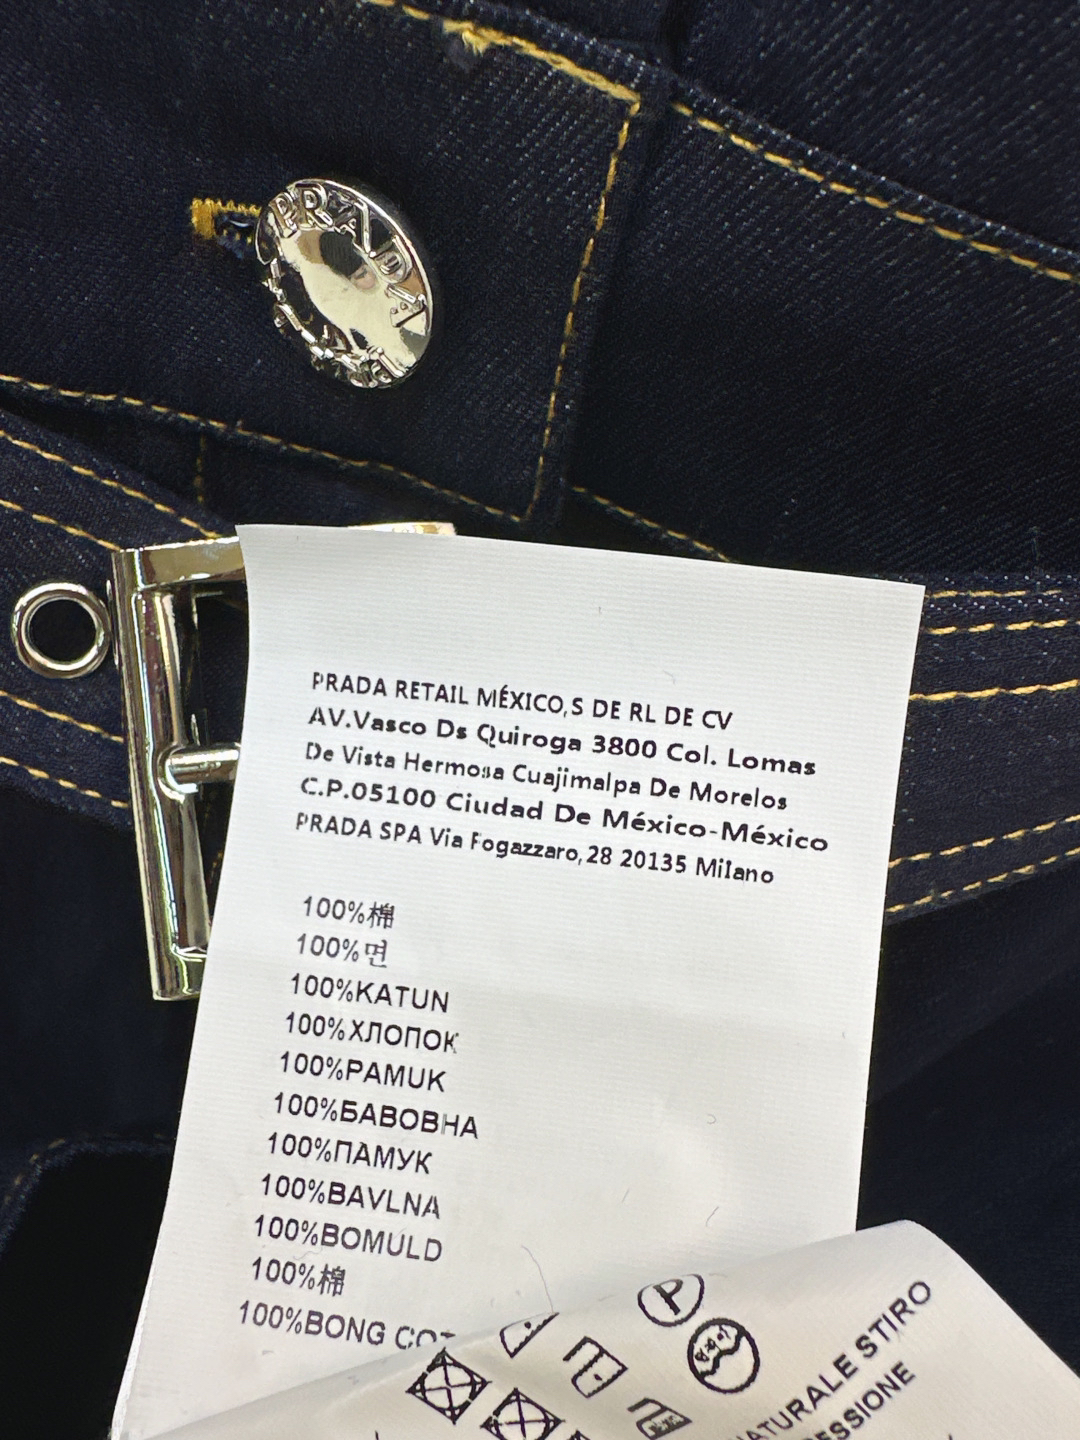 PRADA
PRADA RETAIL MÉXICO,S DE RL DE CV
AV.Vasco Ds Quiroga 3800 Col. Lomas
De Vista Hermosa Cuajimalpa De Morelos
C.P.05100 Ciudad De México-México
PRADA SPA Via Fogazzaro,28 20135 Milano
100%棉
100%면
100%KATUN
100%ХЛОПОК
100%PAMUK
100%БАВОВНА
100%ПАМУК
100%BAVLNA
100%BOMULD
100%棉
100%BONG
P
STIRO